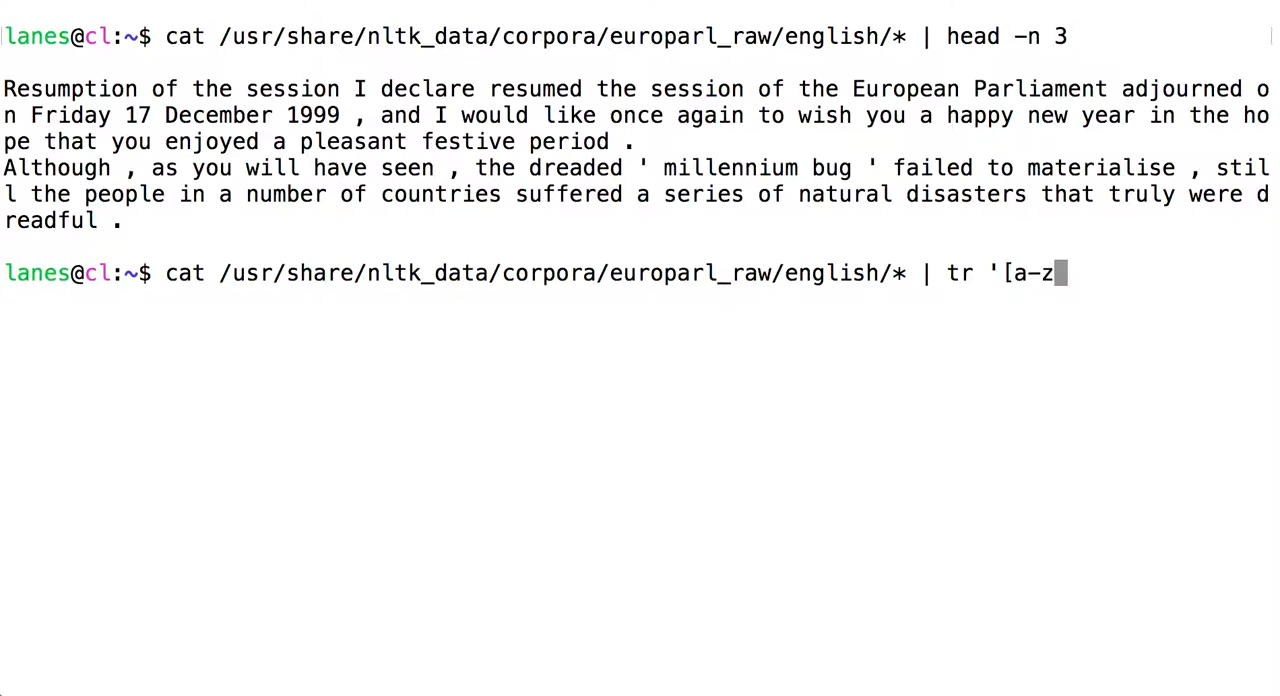 lanes@cl:~$ cat /usr/share/nltk_data/corpora/europarl_raw/english/* | head -n 3
Resumption of the session I declare resumed the session of the European Parliament adjourned o
n Friday 17 December 1999 , and I would like once again to wish you a happy new year in the ho
pe that you enjoyed a pleasant festive period .
Although , as you will have seen , the dreaded ' millennium bug ' failed to materialise , stil
l the people in a number of countries suffered a series of natural disasters that truly were d
readful .
lanes@cl:~$ cat /usr/share/nltk_data/corpora/europarl_raw/english/* | tr '[a-z